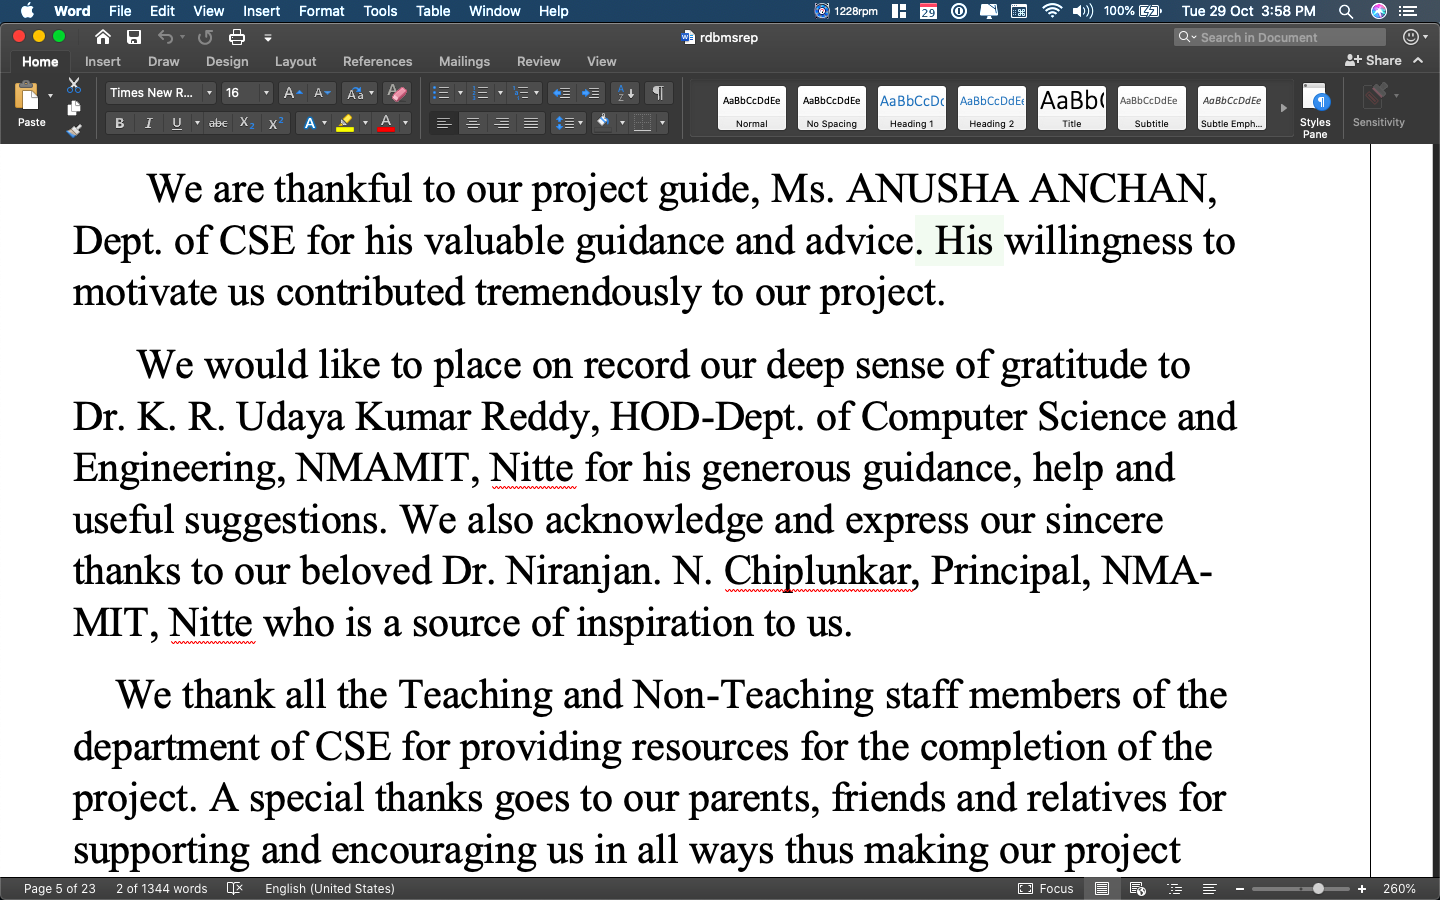 Word File Edit View Insert Format Tools Table Window Help 1228rpm 29 100% Tue 29 Oct 3:58 PM
rdbmsrep
Search in Document
Home Insert Draw Design Layout References Mailings Review View Share
Paste
Times New R... 16
B I U abc X2 X2 A A
AaBbCcDdEe AaBbCcDdEe AaBbCcDc AaBbCcDdEe AaBb( AaBbCcDdEe AaBbCcDdEe
Normal No Spacing Heading 1 Heading 2 Title Subtitle Subtle Emph...
Styles Pane
Sensitivity
We are thankful to our project guide, Ms. ANUSHA ANCHAN,
Dept. of CSE for his valuable guidance and advice. His willingness to
motivate us contributed tremendously to our project.
We would like to place on record our deep sense of gratitude to
Dr. K. R. Udaya Kumar Reddy, HOD-Dept. of Computer Science and
Engineering, NMAMIT, Nitte for his generous guidance, help and
useful suggestions. We also acknowledge and express our sincere
thanks to our beloved Dr. Niranjan. N. Chiplunkar, Principal, NMA-
MIT, Nitte who is a source of inspiration to us.
We thank all the Teaching and Non-Teaching staff members of the
department of CSE for providing resources for the completion of the
project. A special thanks goes to our parents, friends and relatives for
supporting and encouraging us in all ways thus making our project
Page 5 of 23 2 of 1344 words English (United States) Focus 260%